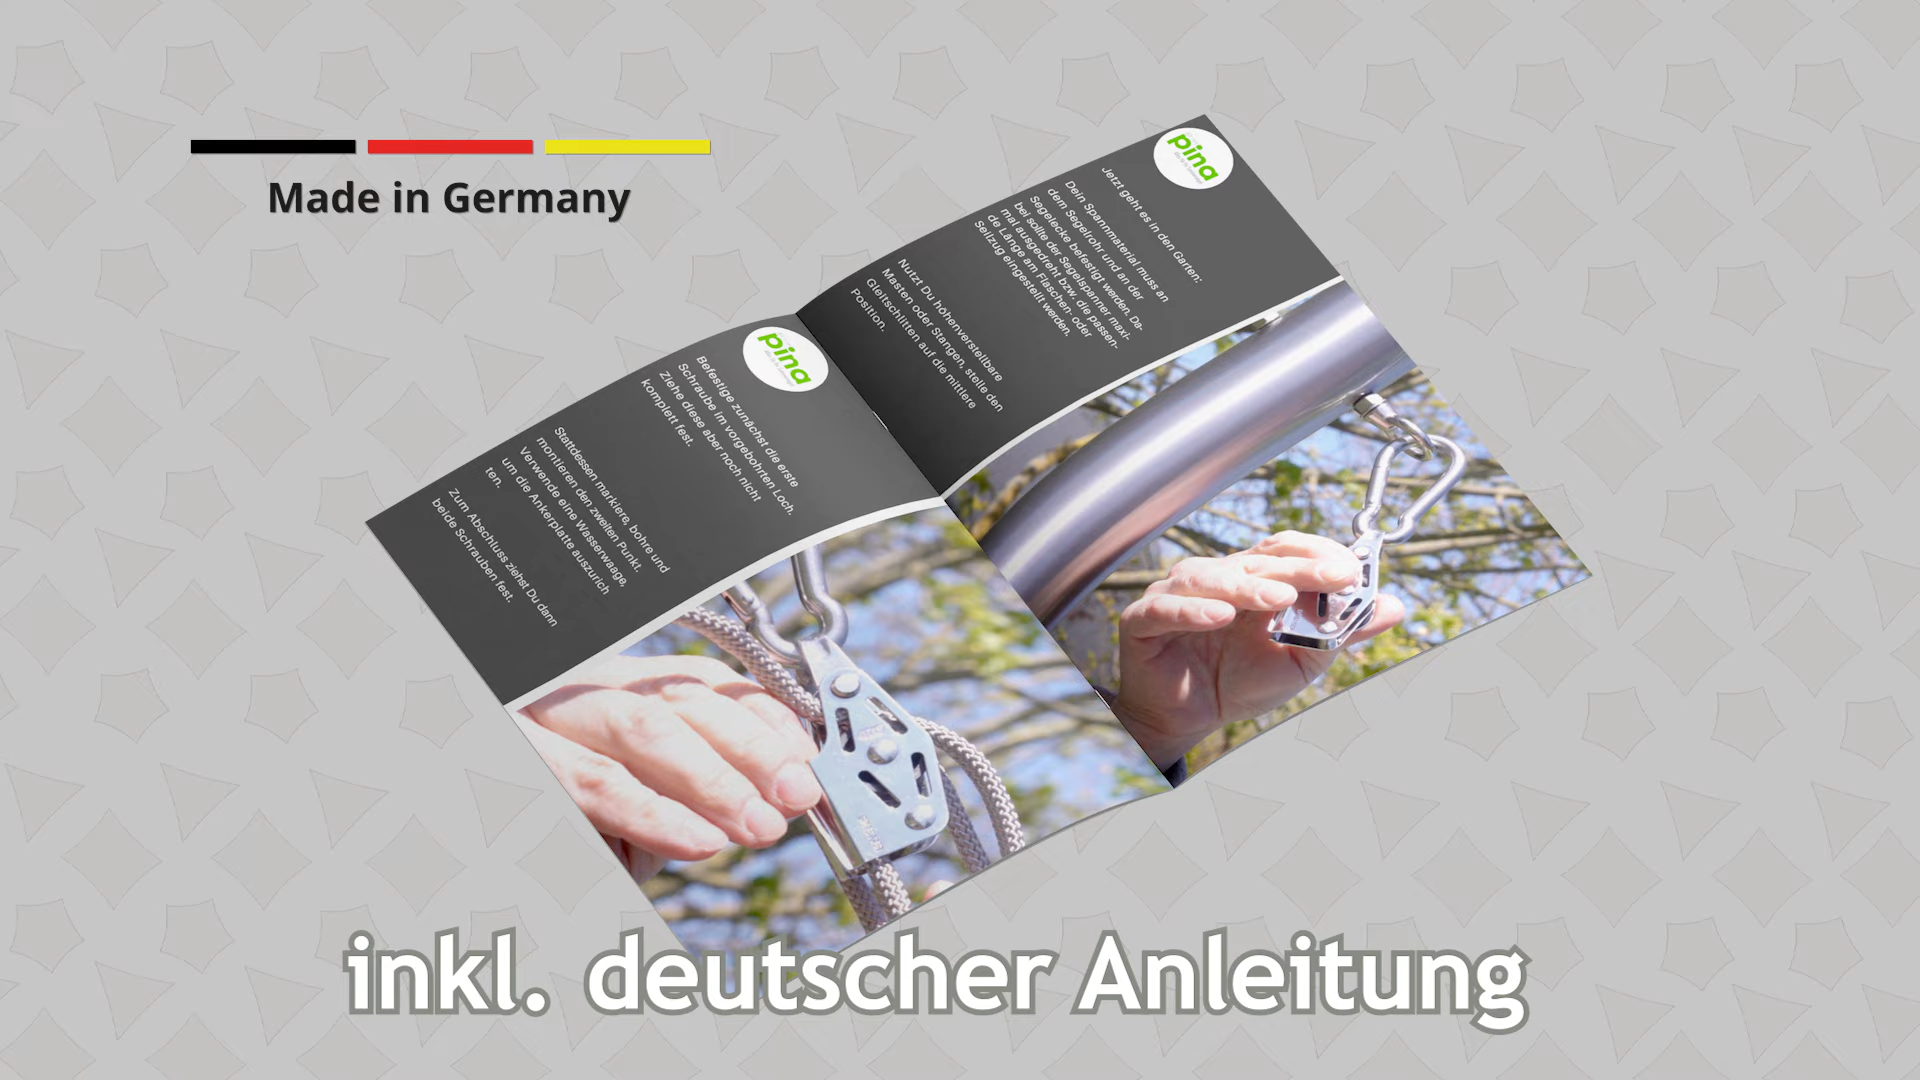 Made in Germany
pina
Befestige zunächst die erste
Schraube im vorgebohrten Loch.
Ziehe diese aber noch nicht
komplett fest.
Stattdessen markiere, bohre und
montieren den zweiten Punkt.
Verwende eine Wasserwaage,
um die Ankerplatte auszurich
ten.
Zum Abschluss ziehst Du dann
beide Schrauben fest.
pina
Jetzt geht es in den Garten:
Dein Spannmaterial muss an
dem Segelrohr und an der
Segelecke befestigt werden. Da-
bei sollte der Segelspanner maxi-
mal ausgedreht bzw. die passen-
de Länge am Flaschen- oder
Seilzug eingestellt werden.
Nutzt Du höhenverstellbare
Masten oder Stangen, stelle den
Gleitschlitten auf die mittlere
Position.
inkl. deutscher Anleitung